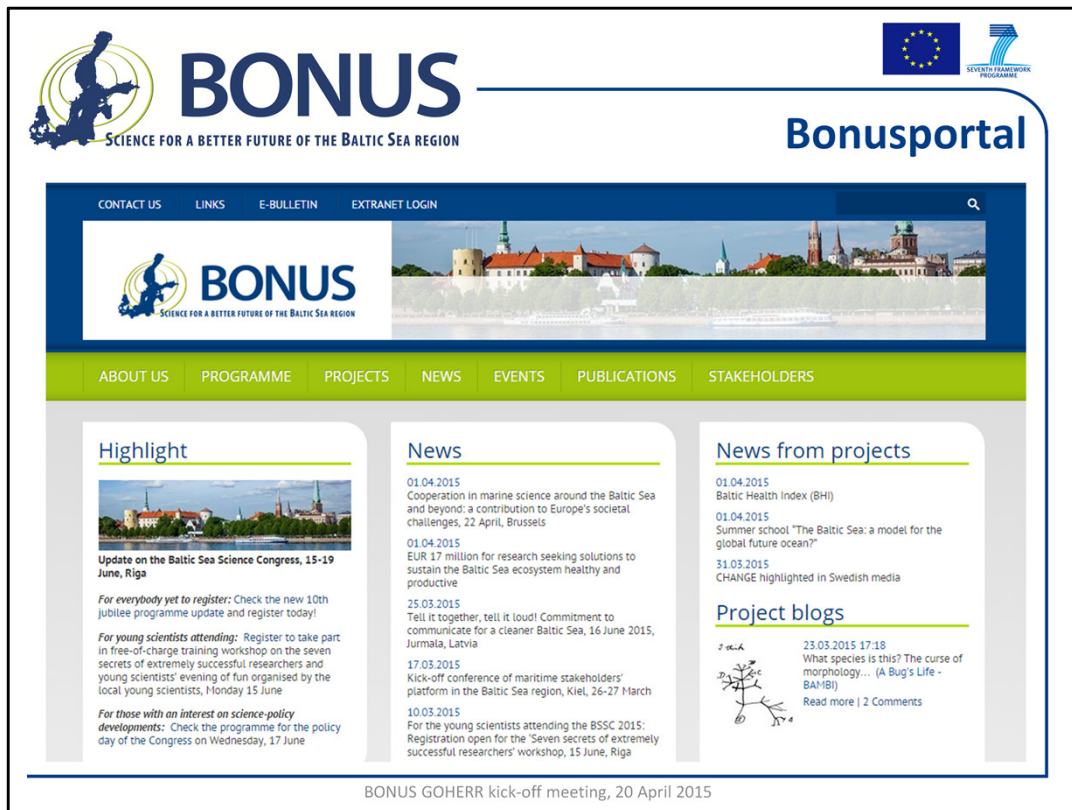 BONUS
SCIENCE FOR A BETTER FUTURE OF THE BALTIC SEA REGION
SEVENTH FRAMEWORK
PROGRAMME
Bonusportal
CONTACT US LINKS E-BULLETIN EXTRANET LOGIN
BONUS
SCIENCE FOR A BETTER FUTURE OF THE BALTIC SEA REGION
ABOUT US PROGRAMME PROJECTS NEWS EVENTS PUBLICATIONS STAKEHOLDERS
Highlight
Update on the Baltic Sea Science Congress, 15-19
June, Riga
For everybody yet to register: Check the new 10th
jubilee programme update and register today!
For young scientists attending: Register to take part
in free-of-charge training workshop on the seven
secrets of extremely successful researchers and
young scientists' evening of fun organised by the
local young scientists, Monday 15 June
For those with an interest on science-policy
developments: Check the programme for the policy
day of the Congress on Wednesday, 17 June
News
01.04.2015
Cooperation in marine science around the Baltic Sea
and beyond: a contribution to Europe's societal
challenges, 22 April, Brussels
01.04.2015
EUR 17 million for research seeking solutions to
sustain the Baltic Sea ecosystem healthy and
productive
25.03.2015
Tell it together, tell it loud! Commitment to
communicate for a cleaner Baltic Sea, 16 June 2015,
Jurmala, Latvia
17.03.2015
Kick-off conference of maritime stakeholders'
platform in the Baltic Sea region, Kiel, 26-27 March
10.03.2015
For the young scientists attending the BSSC 2015:
Registration open for the 'Seven secrets of extremely
successful researchers' workshop, 15 June, Riga
News from projects
01.04.2015
Baltic Health Index (BHI)
01.04.2015
Summer school "The Baltic Sea: a model for the
global future ocean?"
31.03.2015
CHANGE highlighted in Swedish media
Project blogs
I think
23.03.2015 17:18
What species is this? The curse of
morphology... (A Bug's Life -
BAMBI)
Read more | 2 Comments
BONUS GOHERR kick-off meeting, 20 April 2015